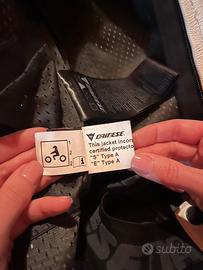 DAINESE
This jacket incor
certified protecto
"S" Type A
"E" Type A
i
subito